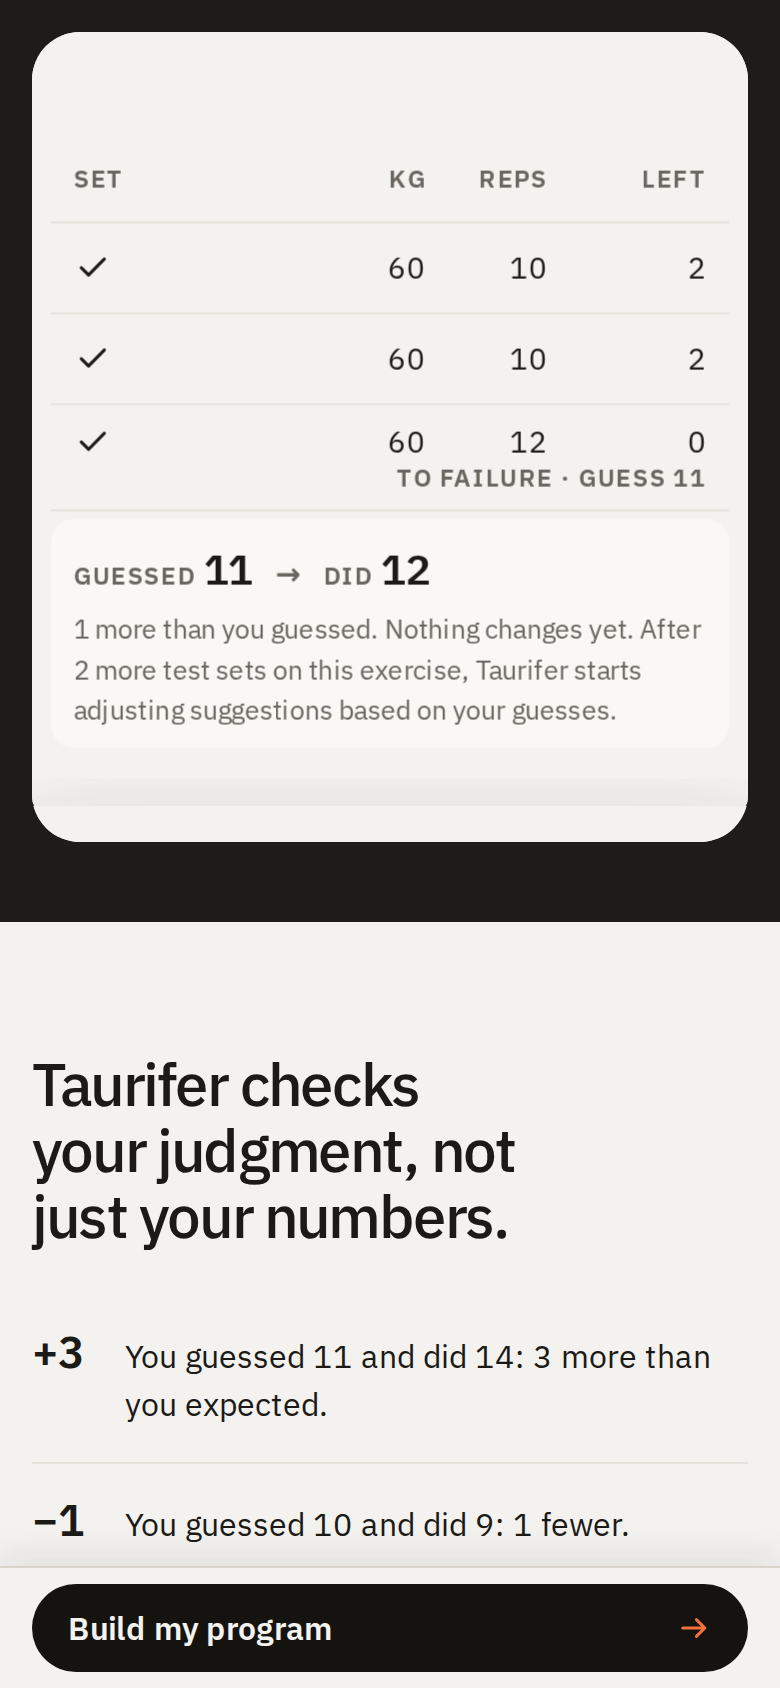 SET KG REPS LEFT
60 10 2
60 10 2
60 12 0
TO FAILURE · GUESS 11
GUESSED 11 → DID 12
1 more than you guessed. Nothing changes yet. After
2 more test sets on this exercise, Taurifer starts
adjusting suggestions based on your guesses.
Taurifer checks
your judgment, not
just your numbers.
+3 You guessed 11 and did 14: 3 more than
you expected.
−1 You guessed 10 and did 9: 1 fewer.
Build my program →